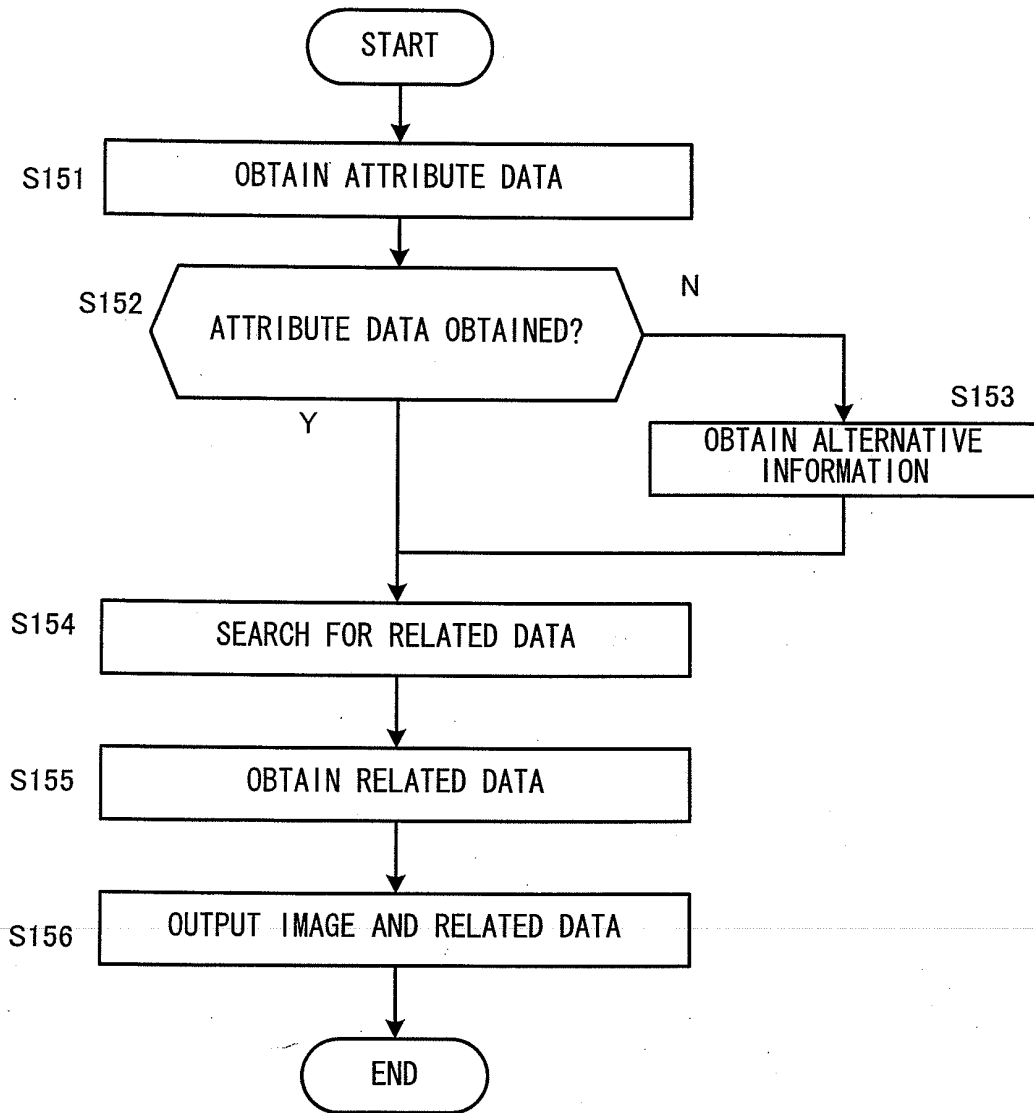 START
S151
OBTAIN ATTRIBUTE DATA
S152
ATTRIBUTE DATA OBTAINED?
N
Y
S153
OBTAIN ALTERNATIVE
INFORMATION
S154
SEARCH FOR RELATED DATA
S155
OBTAIN RELATED DATA
S156
OUTPUT IMAGE AND RELATED DATA
END